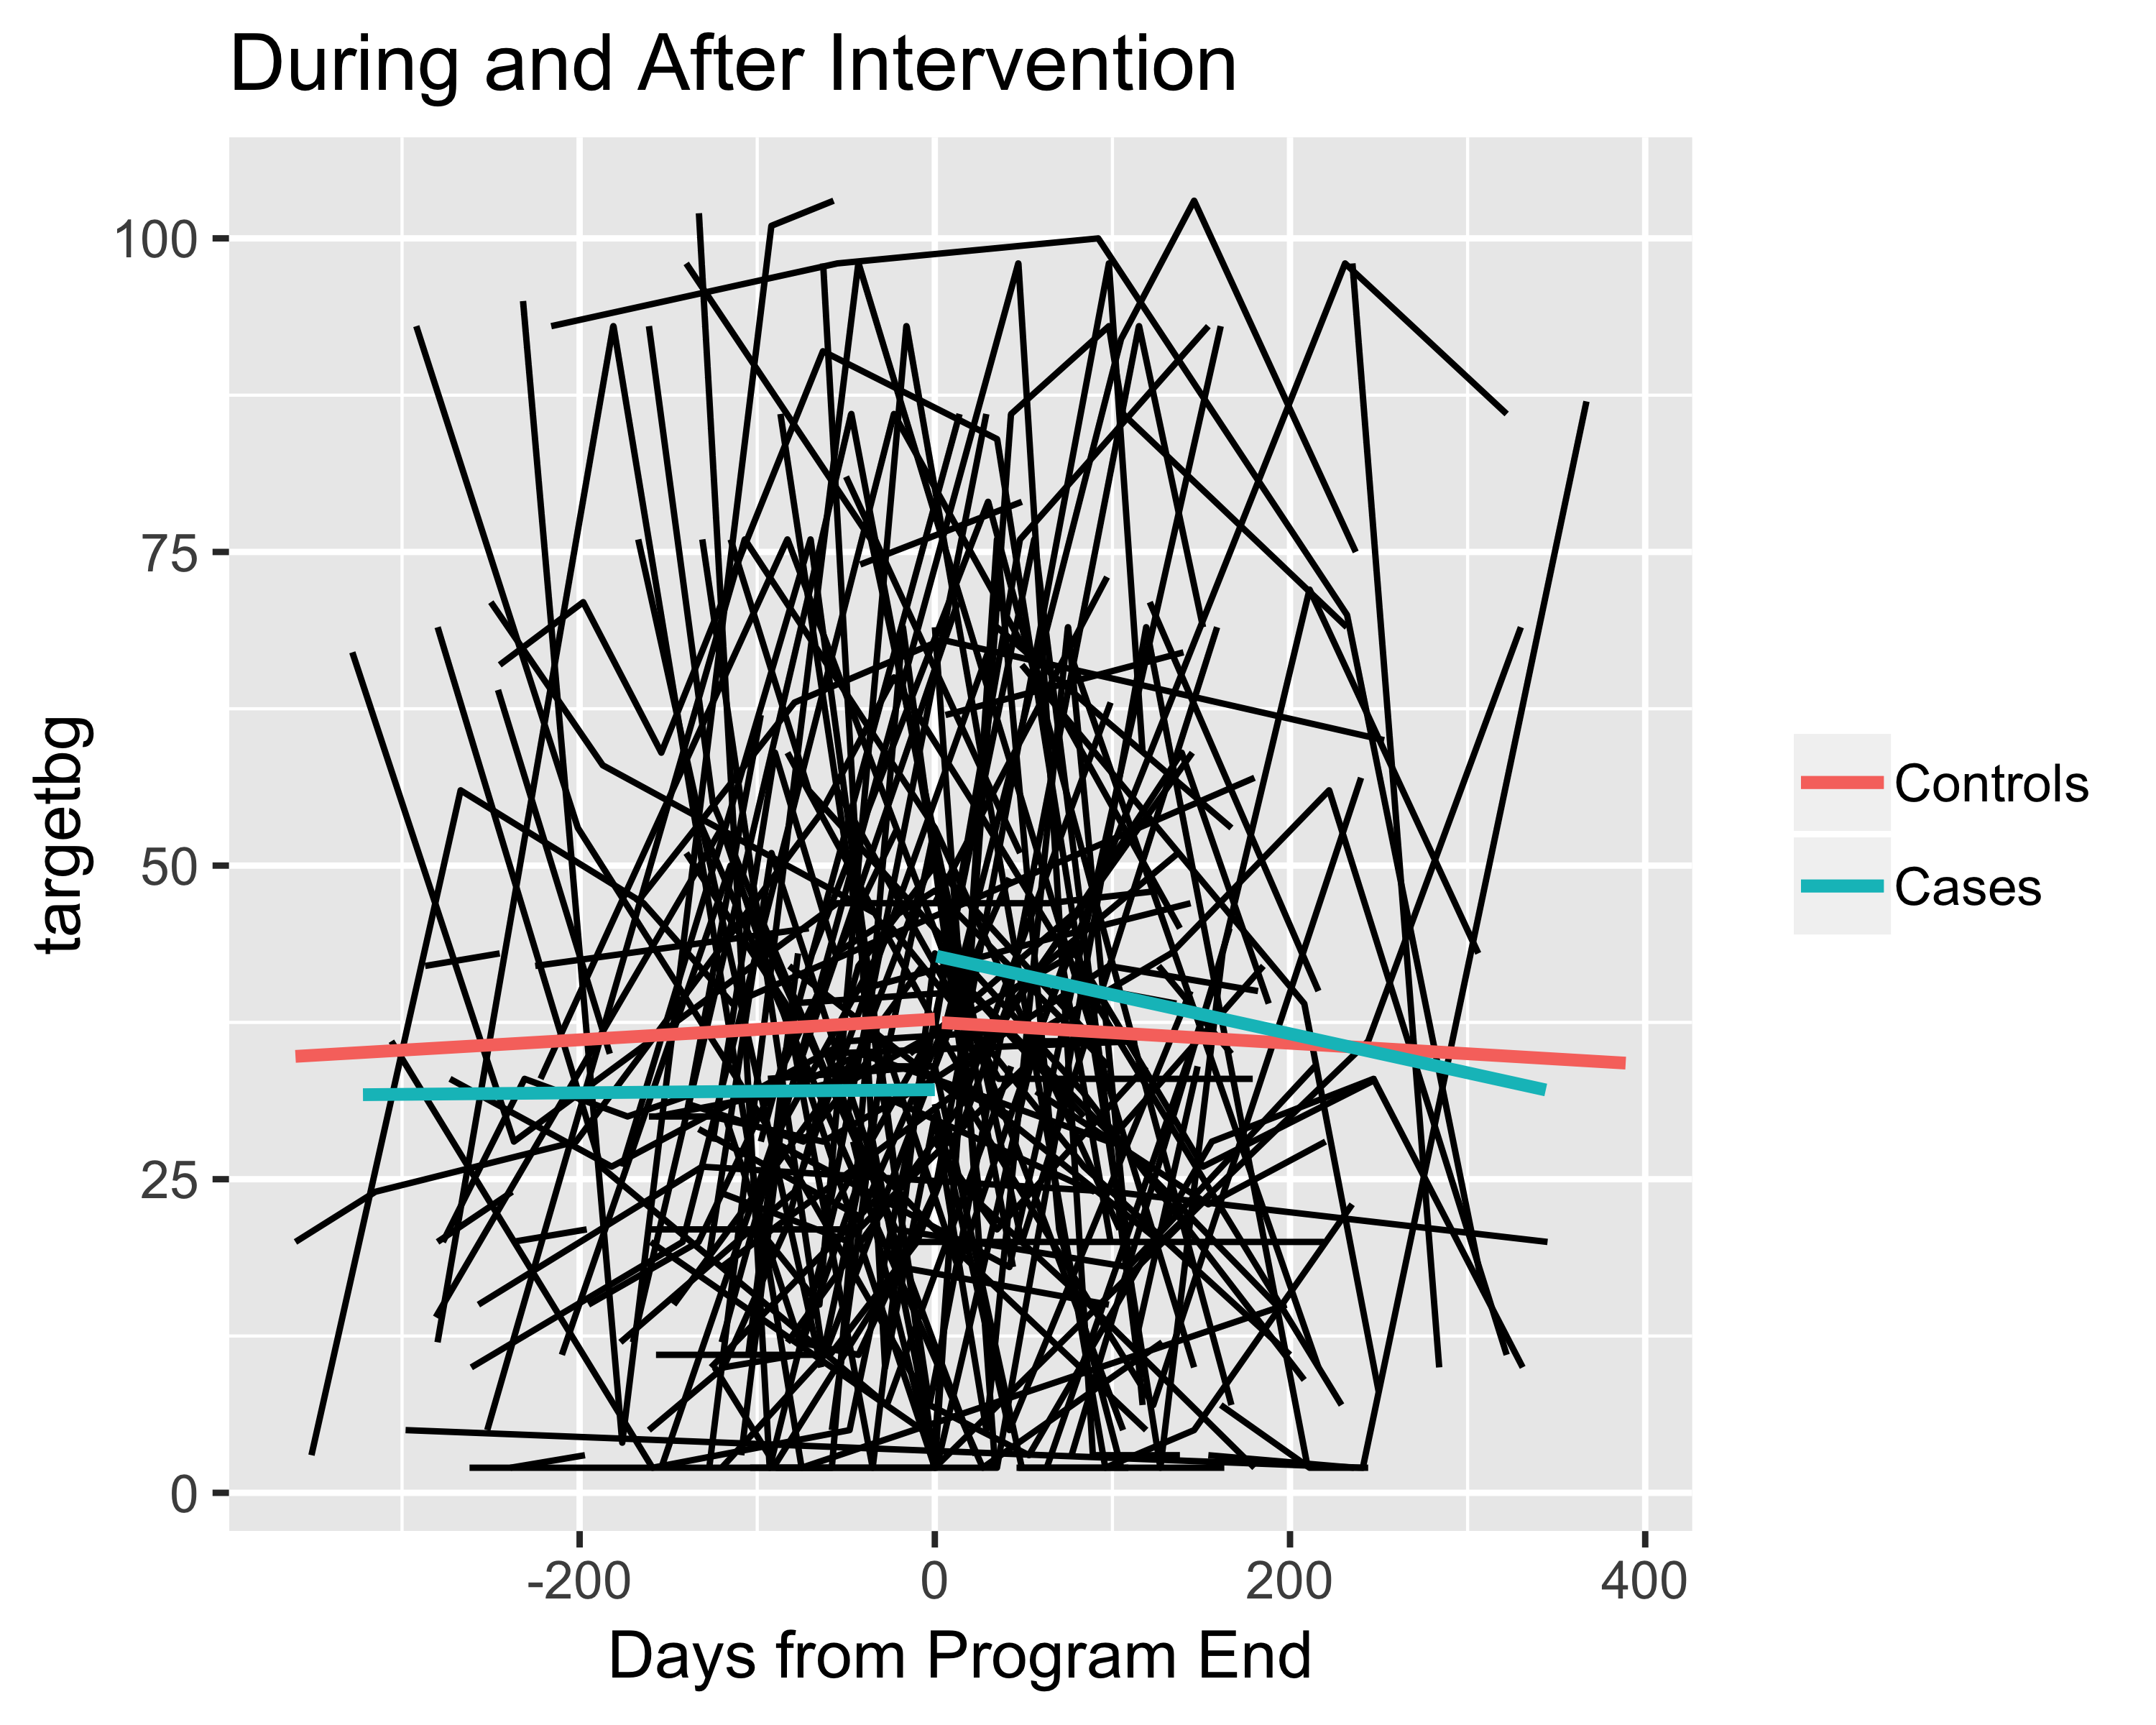 During and After Intervention
100
75
50
25
0
targetbg
-200
0
200
400
Days from Program End
Controls
Cases